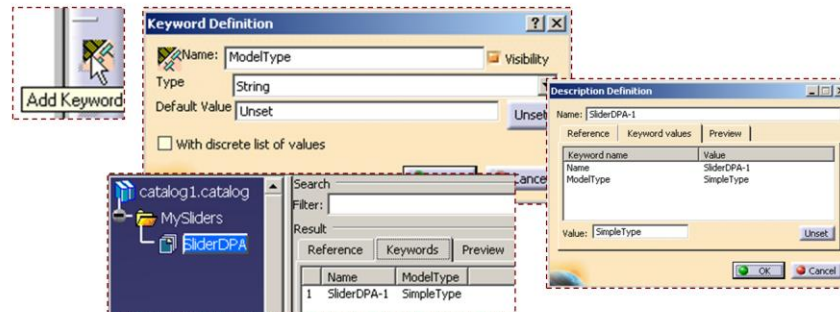 Add Keyword
Keyword Definition
Name: ModelType
Visibility
Type
String
Default Value Unset
Unset
With discrete list of values
Cancel
catalog1.catalog
MySliders
SliderDPA
Search
Filter:
Result
Reference Keywords Preview
Name ModelType
1 SliderDPA-1 SimpleType
Description Definition
Name: SliderDPA-1
Reference Keyword values Preview
Keyword name Value
Name SliderDPA-1
ModelType SimpleType
Value: SimpleType
Unset
OK Cancel